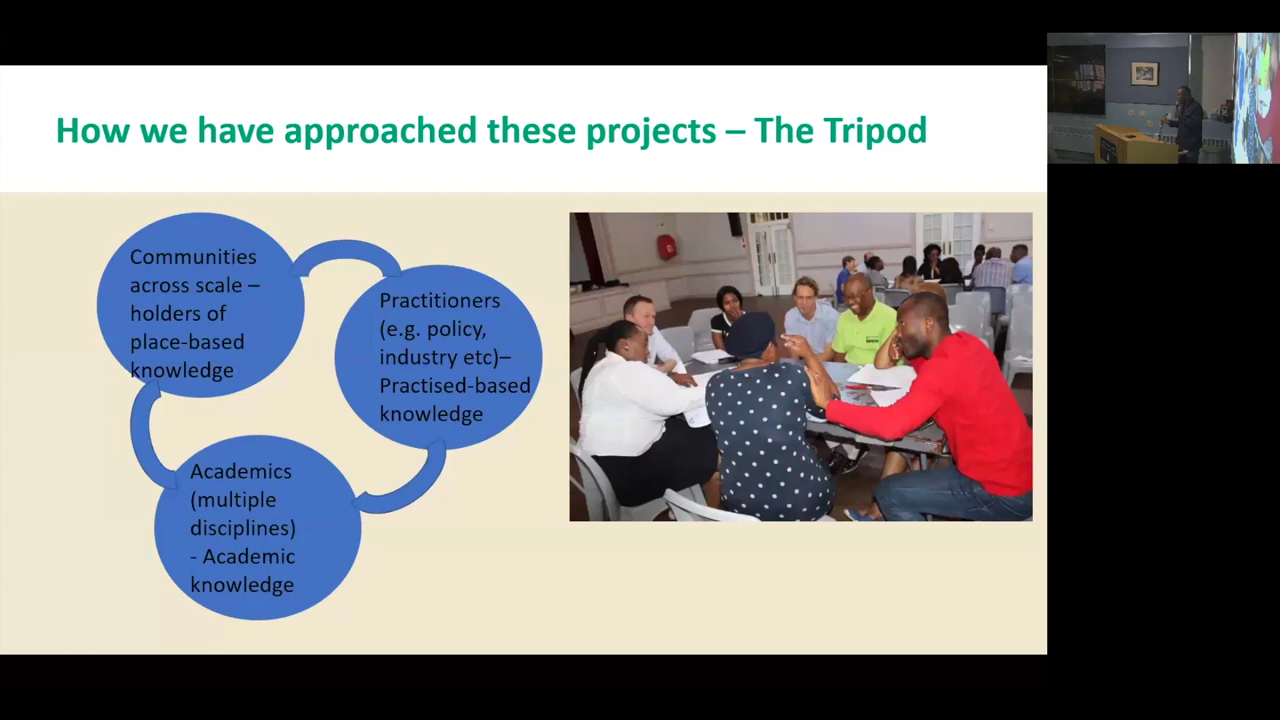 How we have approached these projects – The Tripod
Communities
across scale –
holders of
place-based
knowledge
Practitioners
(e.g. policy,
industry etc)–
Practised-based
knowledge
Academics
(multiple
disciplines)
- Academic
knowledge